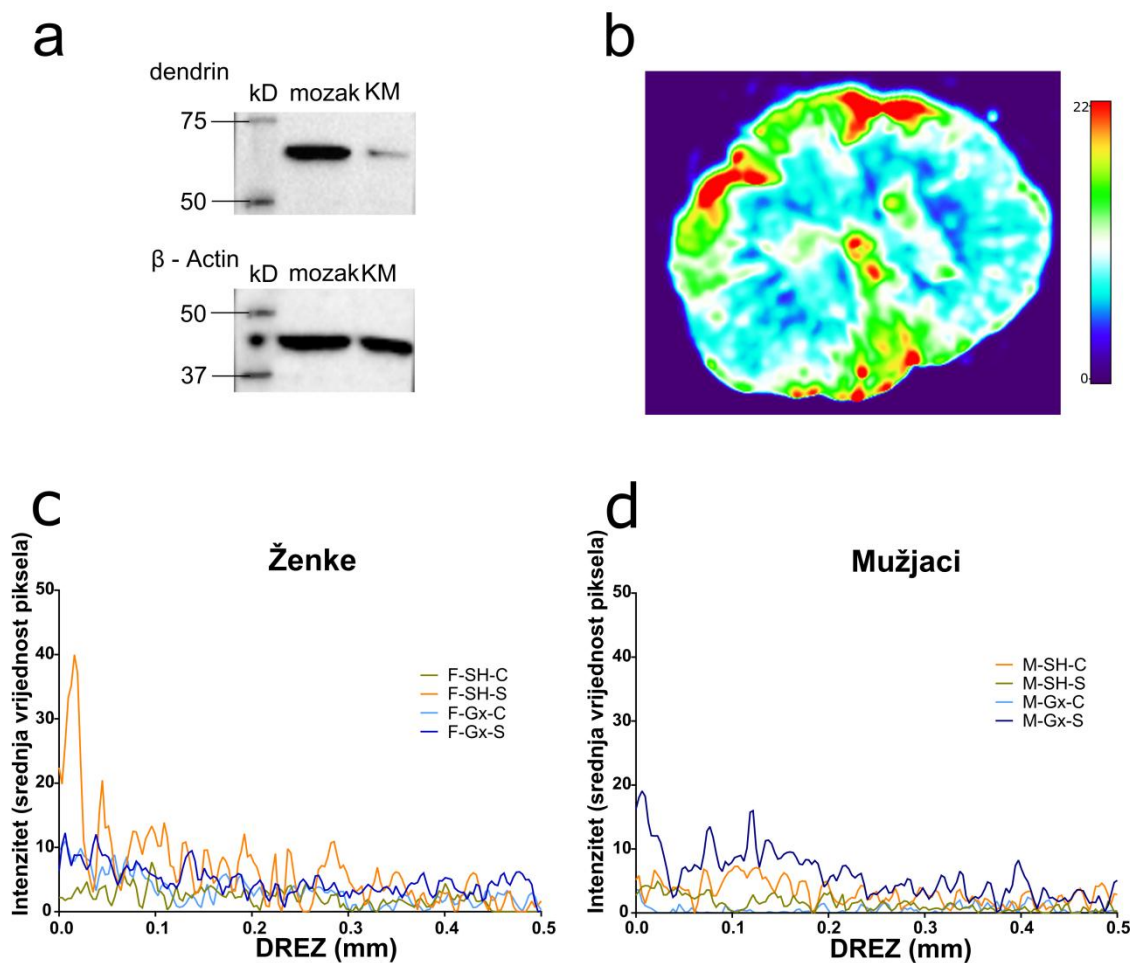 a
dendrin
kD mozak KM
75
50
β - Actin
kD mozak KM
50
37
b
22
0
c
Ženke
Intenzitet (srednja vrijednost piksela)
50
40
30
20
10
0
F-SH-C
F-SH-S
F-Gx-C
F-Gx-S
0.0 0.1 0.2 0.3 0.4 0.5
DREZ (mm)
d
Mužjaci
Intenzitet (srednja vrijednost piksela)
50
40
30
20
10
0
M-SH-C
M-SH-S
M-Gx-C
M-Gx-S
0.0 0.1 0.2 0.3 0.4 0.5
DREZ (mm)